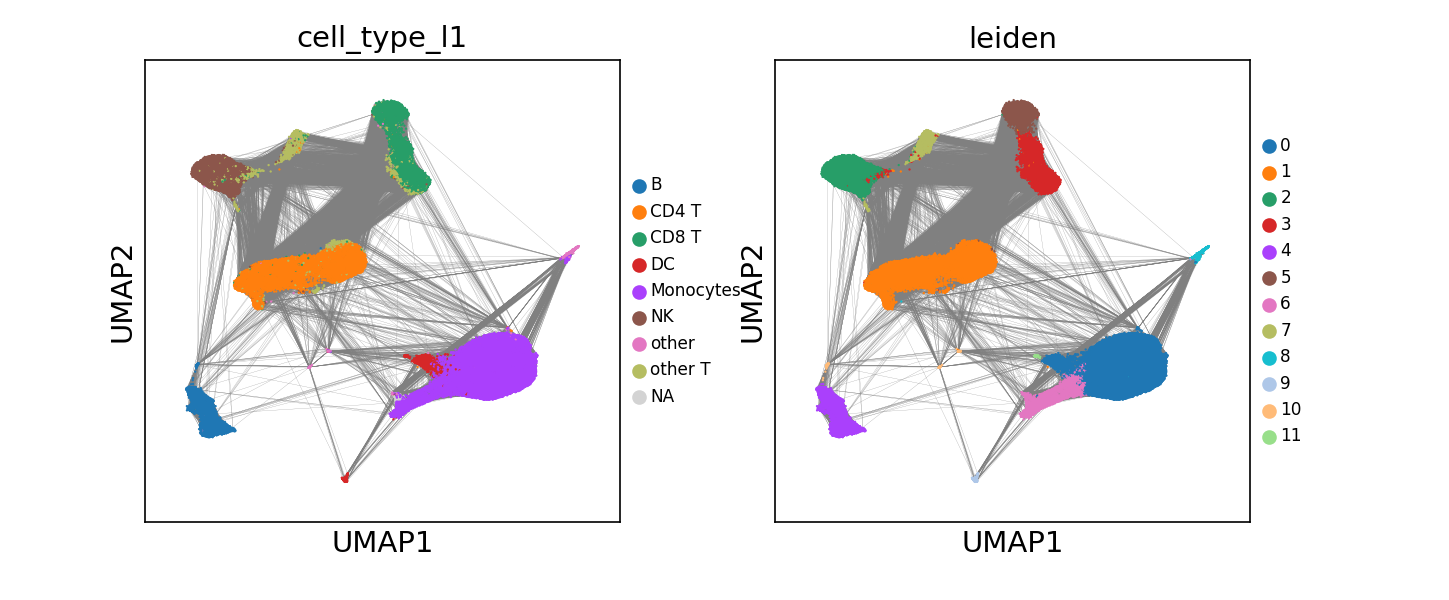 cell_type_l1
UMAP2
UMAP1
B
CD4 T
CD8 T
DC
Monocytes
NK
other
other T
NA
leiden
UMAP2
UMAP1
0
1
2
3
4
5
6
7
8
9
10
11